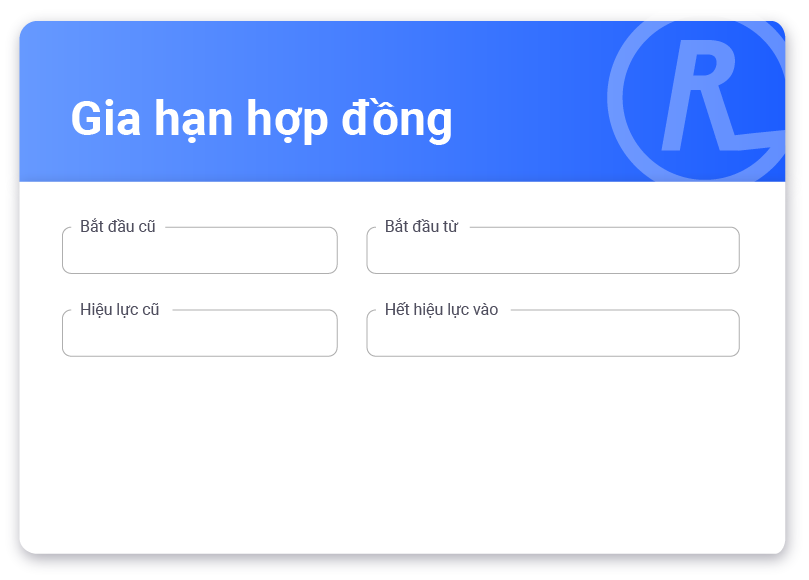 Gia hạn hợp đồng
R
Bắt đầu cũ
Bắt đầu từ
Hiệu lực cũ
Hết hiệu lực vào